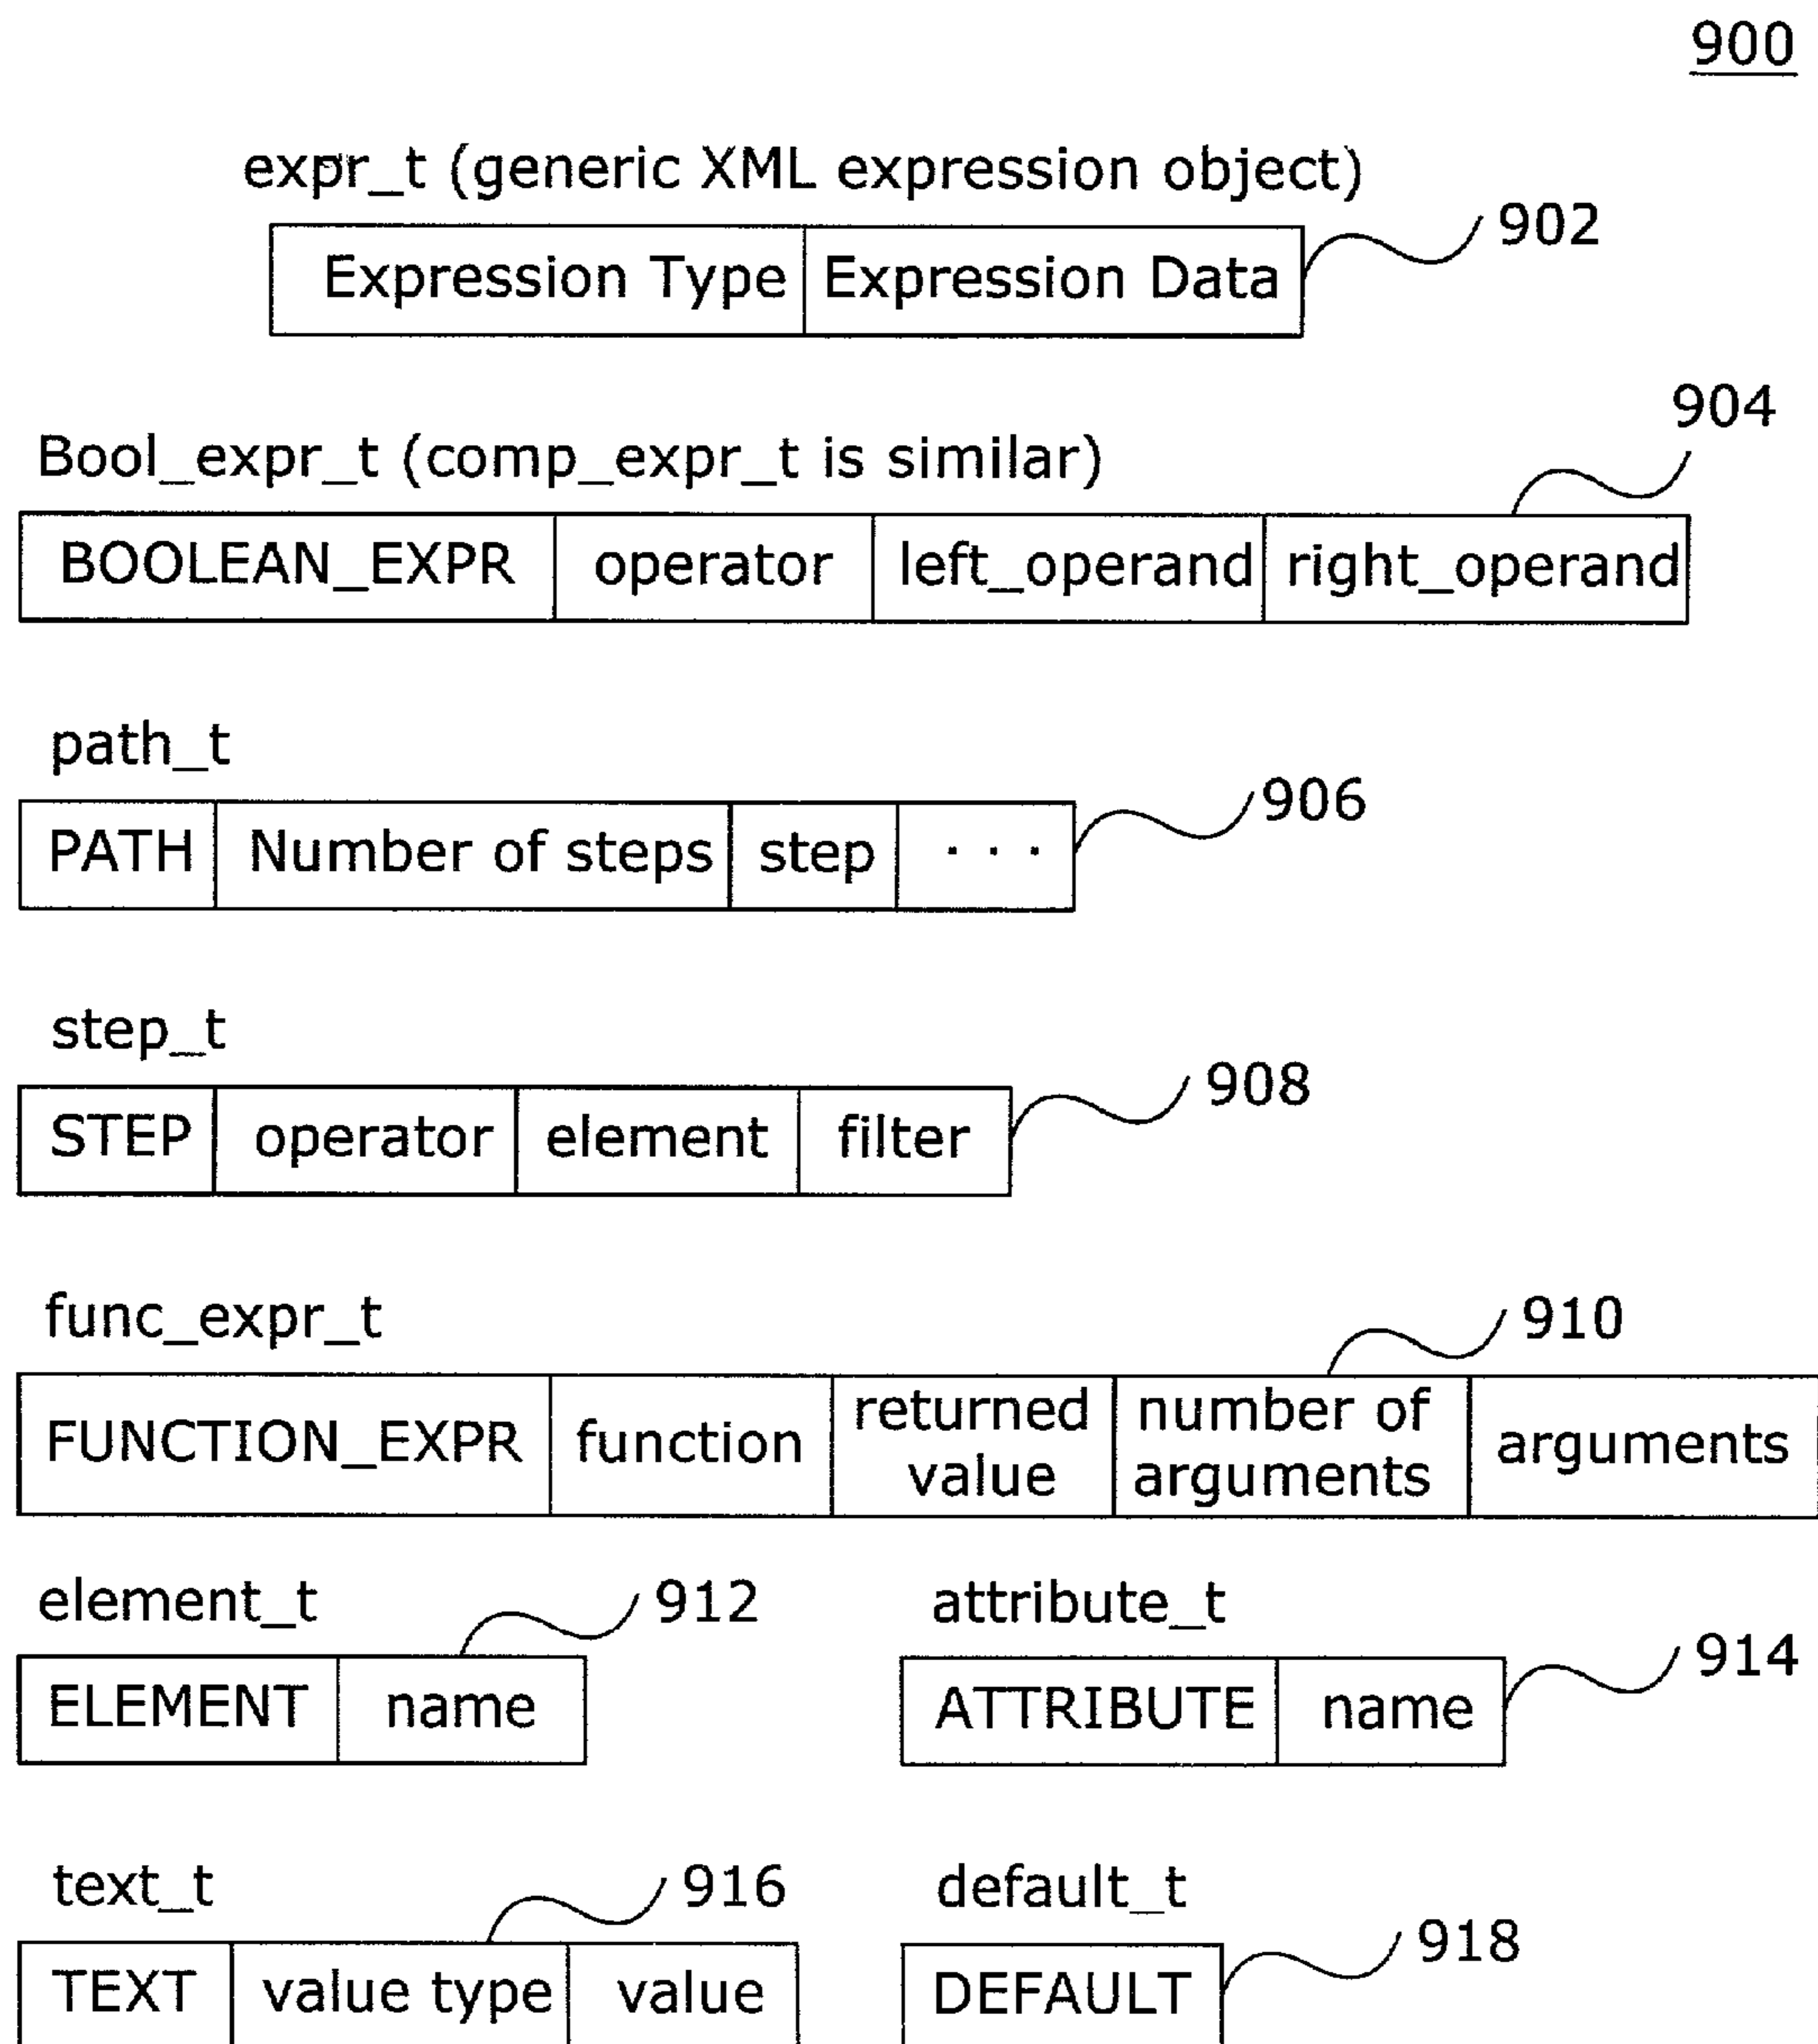 900
expr_t (generic XML expression object)
902
Expression Type Expression Data
904
Bool_expr_t (comp_expr_t is similar)
BOOLEAN_EXPR operator left_operand right_operand
path_t
906
PATH Number of steps step . . .
step_t
908
STEP operator element filter
func_expr_t
910
FUNCTION_EXPR function returned value number of arguments arguments
element_t
912
ELEMENT name
attribute_t
914
ATTRIBUTE name
text_t
916
TEXT value type value
default_t
918
DEFAULT